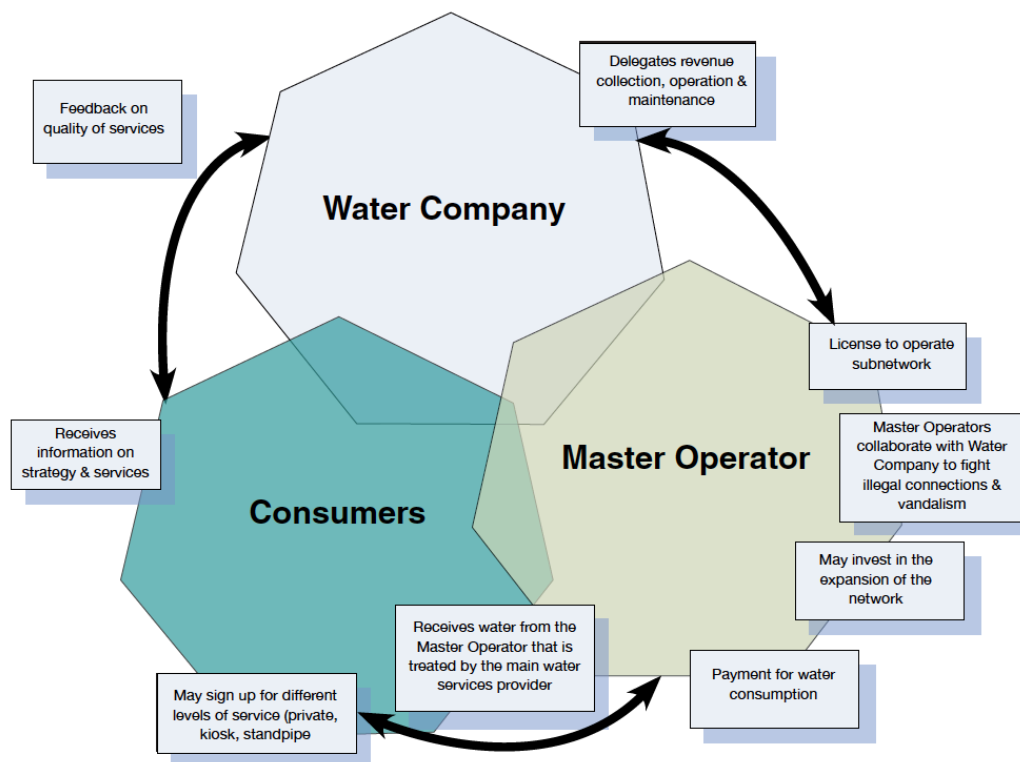 Delegates revenue
collection, operation &
maintenance
Feedback on
quality of services
Water Company
License to operate
subnetwork
Receives
information on
strategy & services
Master Operators
collaborate with Water
Company to fight
illegal connections &
vandalism
Master Operator
Consumers
May invest in the
expansion of the
network
Receives water from the
Master Operator that is
treated by the main water
services provider
Payment for water
consumption
May sign up for different
levels of service (private,
kiosk, standpipe